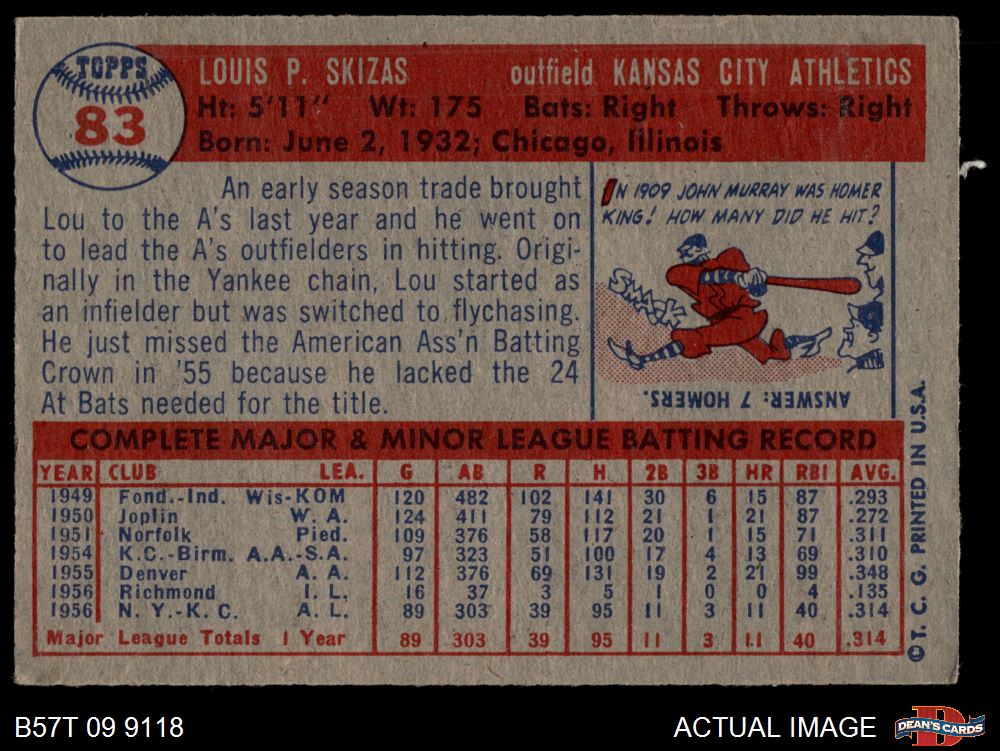 TOPPS
83
LOUIS P. SKIZAS outfield KANSAS CITY ATHLETICS
Ht: 5'11" Wt: 175 Bats: Right Throws: Right
Born: June 2, 1932; Chicago, Illinois
An early season trade brought
Lou to the A's last year and he went on
to lead the A's outfielders in hitting. Origi-
nally in the Yankee chain, Lou started as
an infielder but was switched to flychasing.
He just missed the American Ass'n Batting
Crown in '55 because he lacked the 24
At Bats needed for the title.
IN 1909 JOHN MURRAY WAS HOMER
KING! HOW MANY DID HE HIT?
SMACK
ANSWER: 7 HOMERS.
COMPLETE MAJOR & MINOR LEAGUE BATTING RECORD
YEAR CLUB LEA. G AB R H 2B 3B HR RBI AVG.
1949 Fond.-Ind. Wis-KOM 120 482 102 141 30 6 15 87 .293
1950 Joplin W. A. 124 411 79 112 21 1 21 87 .272
1951 Norfolk Pied. 109 376 58 117 20 1 15 71 .311
1954 K.C.-Birm. A.A.-S.A. 97 323 51 100 17 4 13 69 .310
1955 Denver A. A. 112 376 69 131 19 2 21 99 .348
1956 Richmond I. L. 16 37 3 5 1 0 0 4 .135
1956 N. Y.-K. C. A. L. 89 303 39 95 11 3 11 40 .314
Major League Totals 1 Year 89 303 39 95 11 3 11 40 .314
© T. C. G. PRINTED IN U.S.A.
B57T 09 9118 ACTUAL IMAGE
DEAN'S CARDS